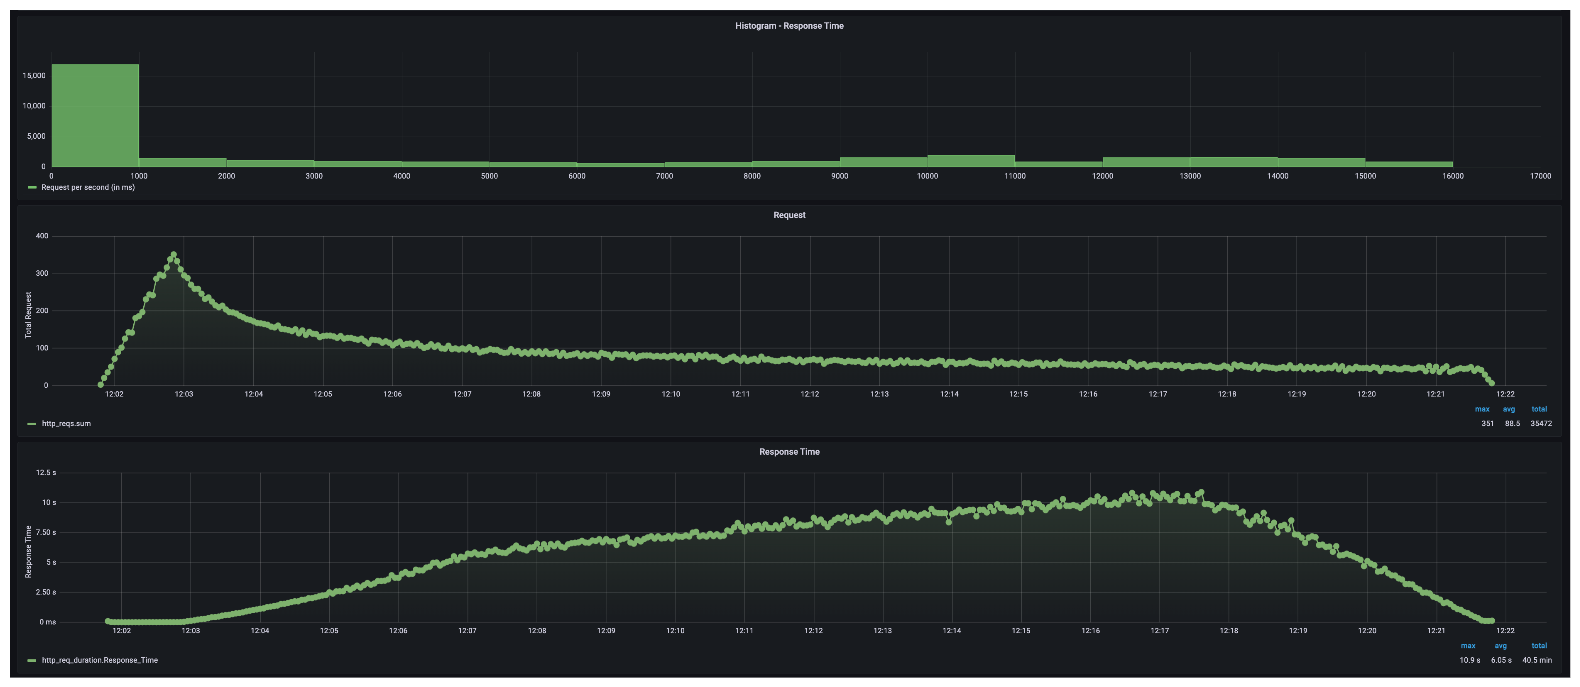 Histogram - Response Time
15,000
10,000
5,000
0
0 1000 2000 3000 4000 5000 6000 7000 8000 9000 10000 11000 12000 13000 14000 15000 16000 17000
Request per second (in ms)
Request
Total Request
400
300
200
100
0
12:02 12:03 12:04 12:05 12:06 12:07 12:08 12:09 12:10 12:11 12:12 12:13 12:14 12:15 12:16 12:17 12:18 12:19 12:20 12:21 12:22
max avg total
http_reqs.sum 351 88.5 35472
Response Time
Response Time
12.5 s
10 s
7.50 s
5 s
2.50 s
0 ms
12:02 12:03 12:04 12:05 12:06 12:07 12:08 12:09 12:10 12:11 12:12 12:13 12:14 12:15 12:16 12:17 12:18 12:19 12:20 12:21 12:22
max avg total
http_req_duration.Response_Time 10.9 s 6.05 s 40.5 min